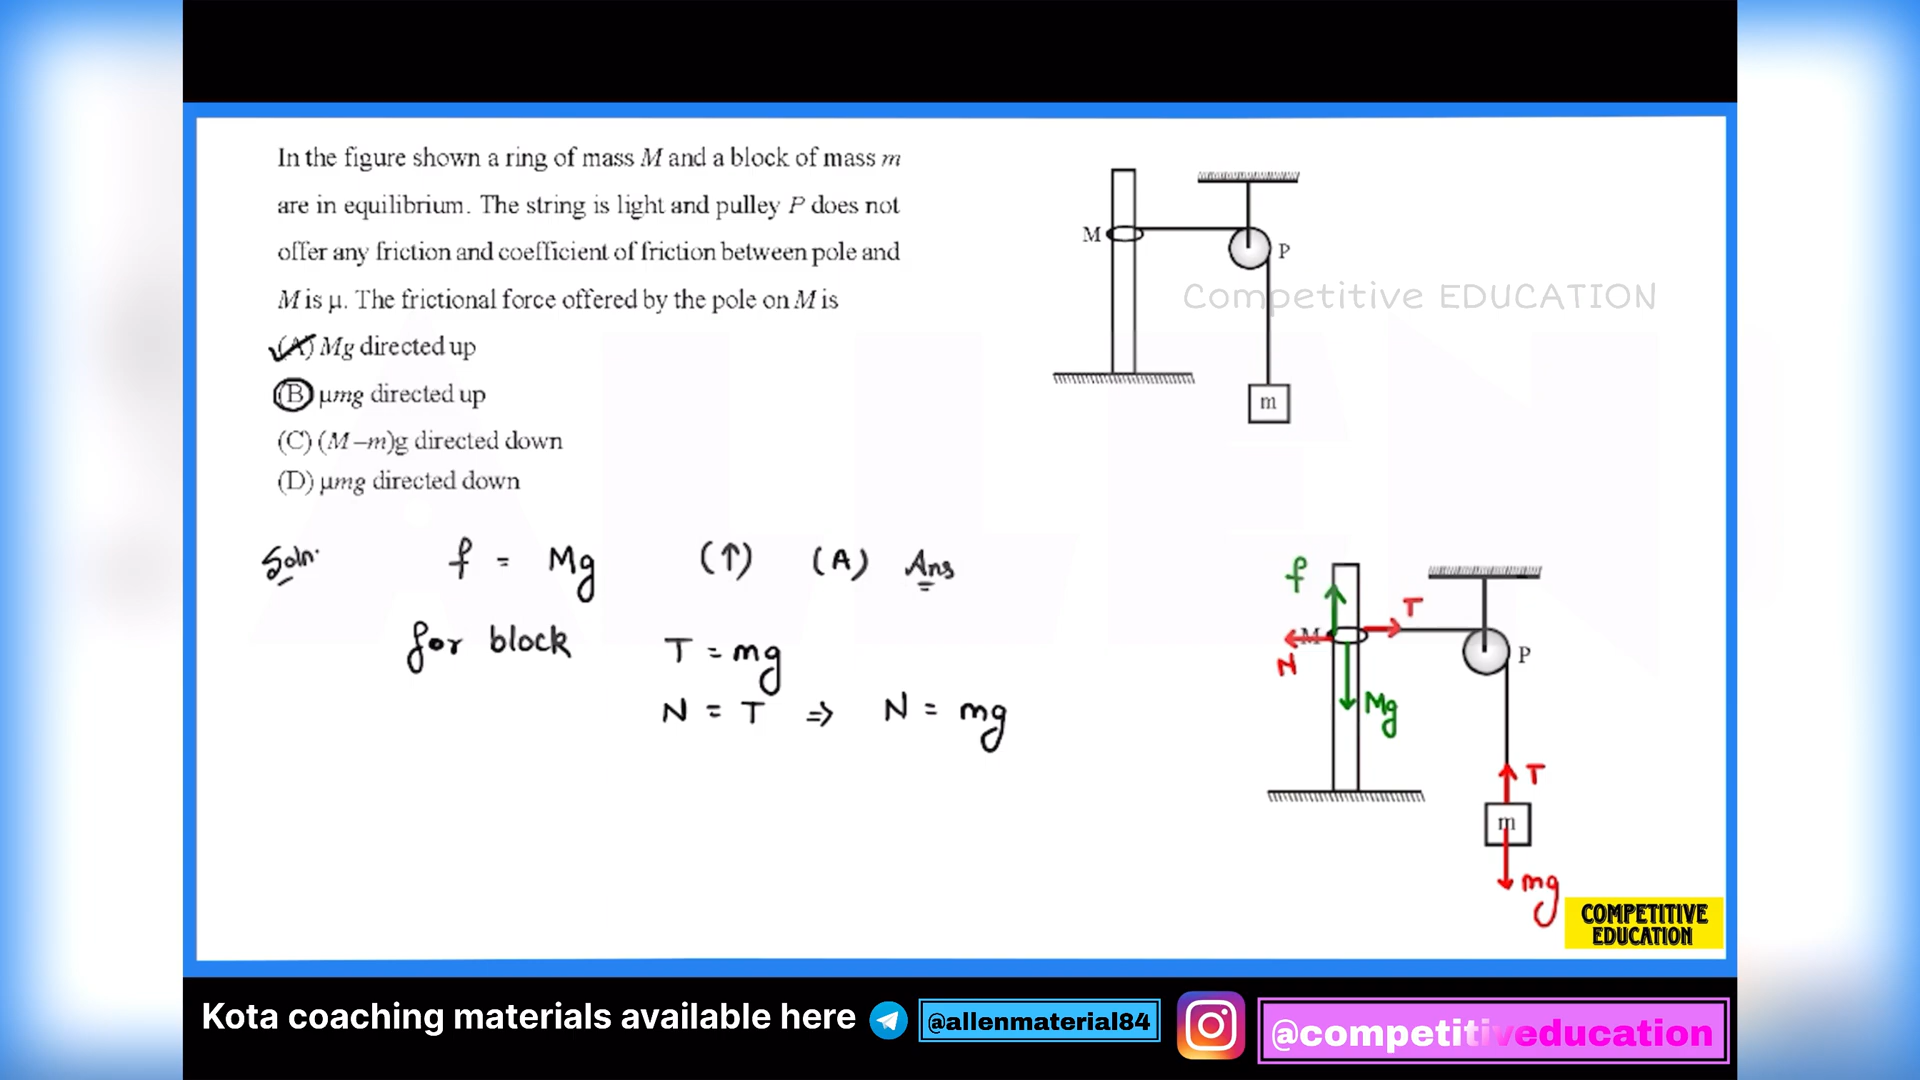 In the figure shown a ring of mass M and a block of mass m
are in equilibrium. The string is light and pulley P does not
offer any friction and coefficient of friction between pole and
M is μ. The frictional force offered by the pole on M is
(A) Mg directed up
(B) μmg directed up
(C) (M–m)g directed down
(D) μmg directed down
M
P
m
Competitive EDUCATION
Soln. f = Mg (↑) (A) Ans
for block T = mg
N = T ⇒ N = mg
f
T
M
N
P
Mg
T
m
mg
COMPETITIVE
EDUCATION
Kota coaching materials available here @allenmaterial84 @competitiveducation